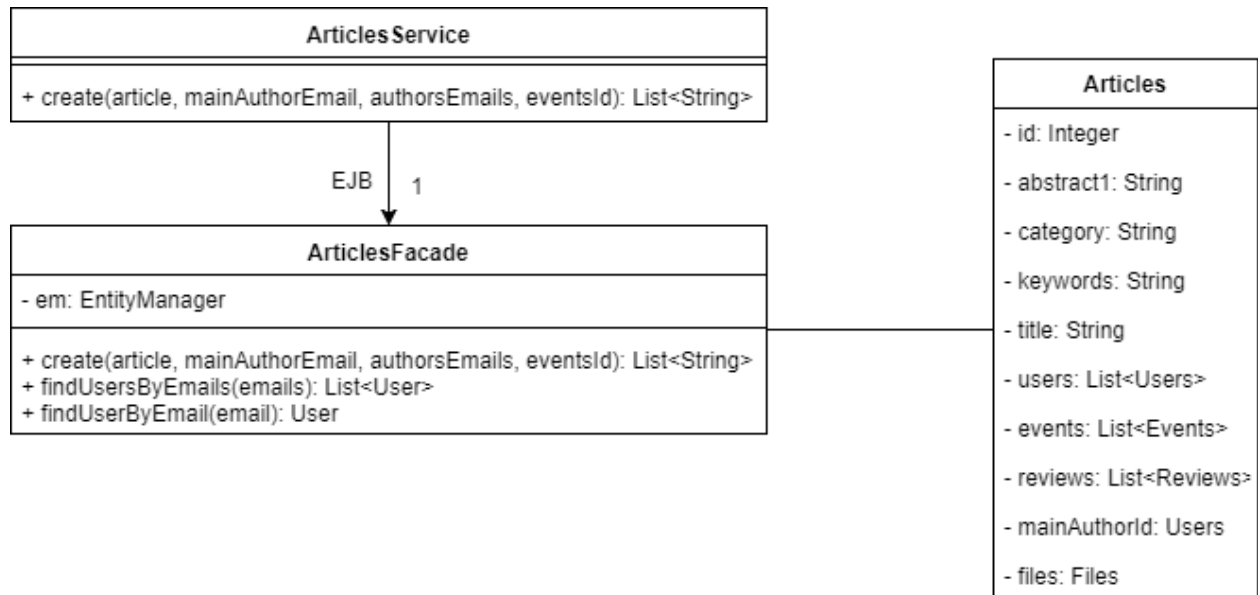 ArticlesService
+ create(article, mainAuthorEmail, authorsEmails, eventsId): List<String>
EJB
1
ArticlesFacade
- em: EntityManager
+ create(article, mainAuthorEmail, authorsEmails, eventsId): List<String>
+ findUsersByEmails(emails): List<User>
+ findUserByEmail(email): User
Articles
- id: Integer
- abstract1: String
- category: String
- keywords: String
- title: String
- users: List<Users>
- events: List<Events>
- reviews: List<Reviews>
- mainAuthorId: Users
- files: Files